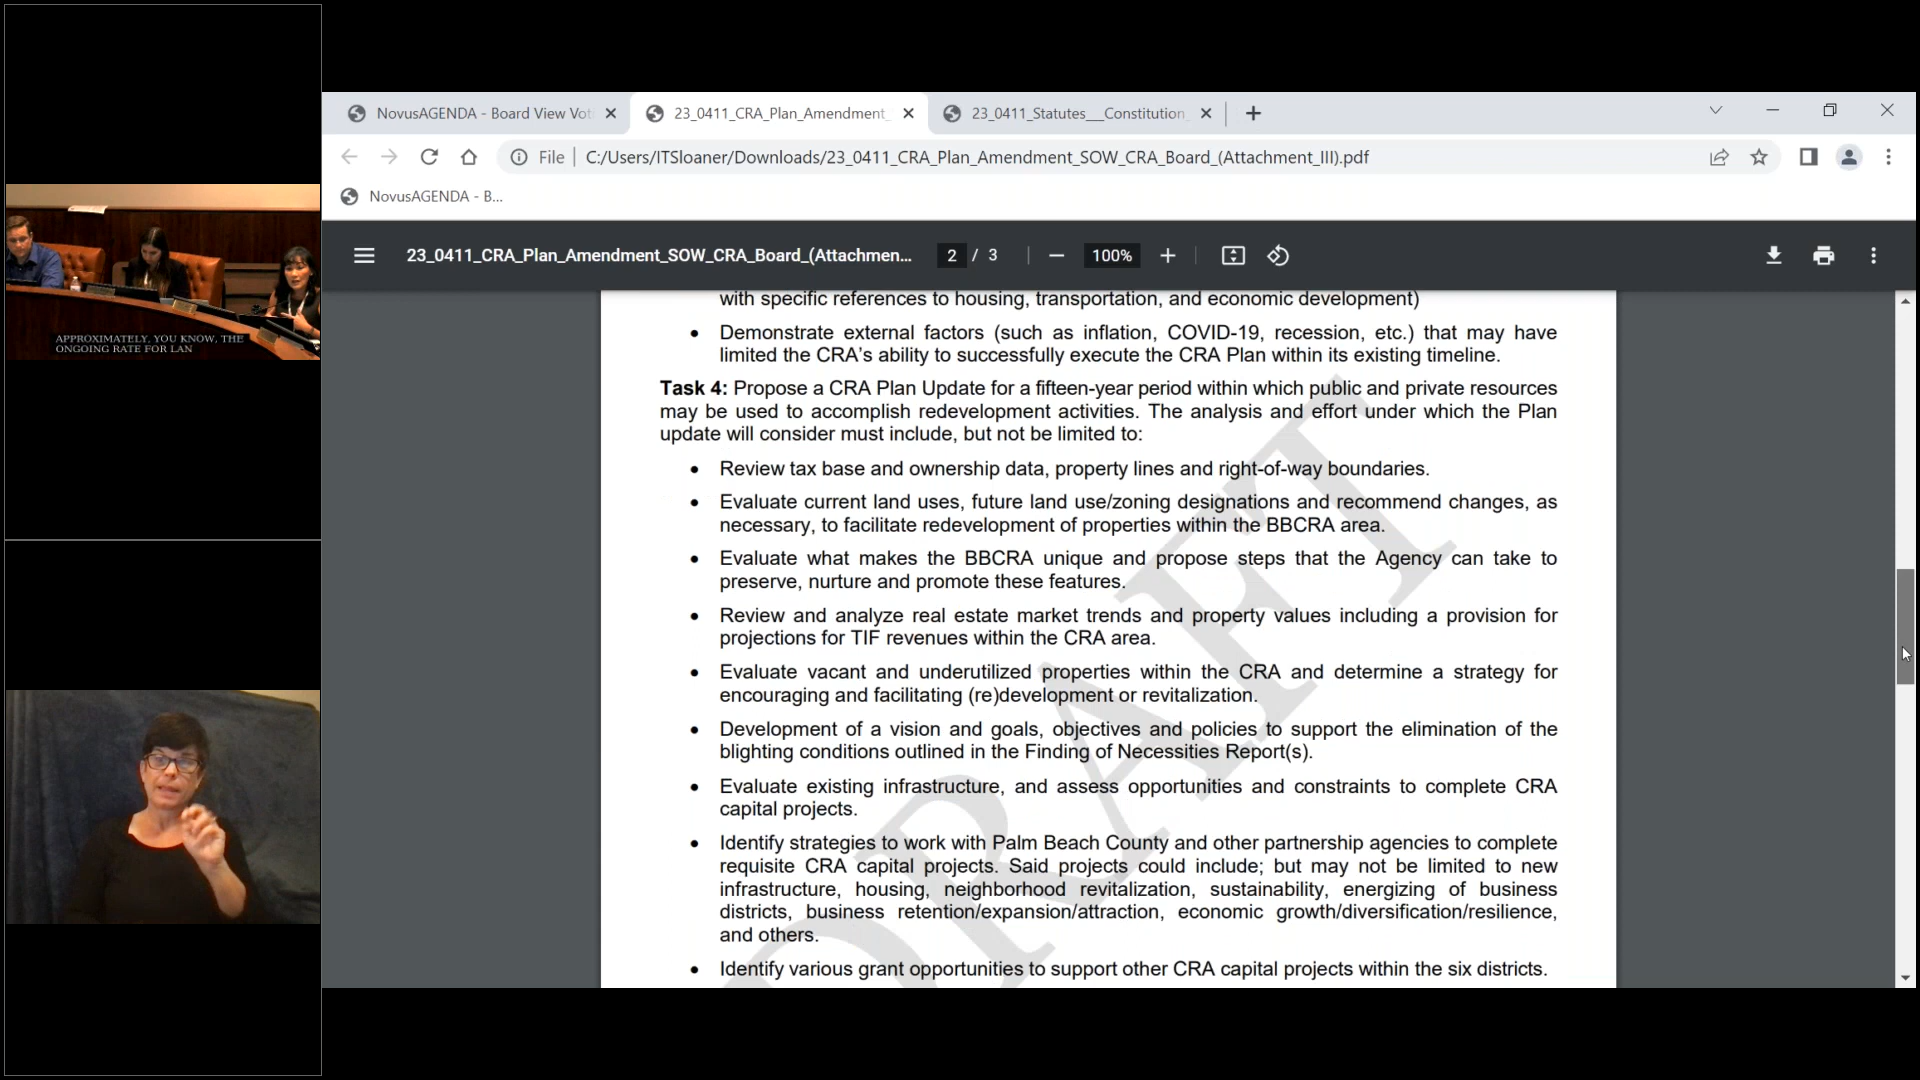 NovusAGENDA - Board View Vot
23_0411_CRA_Plan_Amendment_
23_0411_Statutes___Constitution_
File
C:/Users/ITSloaner/Downloads/23_0411_CRA_Plan_Amendment_SOW_CRA_Board_(Attachment_III).pdf
NovusAGENDA - B...
23_0411_CRA_Plan_Amendment_SOW_CRA_Board_(Attachmen...
2 / 3
100%
with specific references to housing, transportation, and economic development)
• Demonstrate external factors (such as inflation, COVID-19, recession, etc.) that may have
limited the CRA's ability to successfully execute the CRA Plan within its existing timeline.
Task 4: Propose a CRA Plan Update for a fifteen-year period within which public and private resources
may be used to accomplish redevelopment activities. The analysis and effort under which the Plan
update will consider must include, but not be limited to:
• Review tax base and ownership data, property lines and right-of-way boundaries.
• Evaluate current land uses, future land use/zoning designations and recommend changes, as
necessary, to facilitate redevelopment of properties within the BBCRA area.
• Evaluate what makes the BBCRA unique and propose steps that the Agency can take to
preserve, nurture and promote these features.
• Review and analyze real estate market trends and property values including a provision for
projections for TIF revenues within the CRA area.
• Evaluate vacant and underutilized properties within the CRA and determine a strategy for
encouraging and facilitating (re)development or revitalization.
• Development of a vision and goals, objectives and policies to support the elimination of the
blighting conditions outlined in the Finding of Necessities Report(s).
• Evaluate existing infrastructure, and assess opportunities and constraints to complete CRA
capital projects.
• Identify strategies to work with Palm Beach County and other partnership agencies to complete
requisite CRA capital projects. Said projects could include; but may not be limited to new
infrastructure, housing, neighborhood revitalization, sustainability, energizing of business
districts, business retention/expansion/attraction, economic growth/diversification/resilience,
and others.
• Identify various grant opportunities to support other CRA capital projects within the six districts.
DRAFT
APPROXIMATELY, YOU KNOW, THE
ONGOING RATE FOR LAN